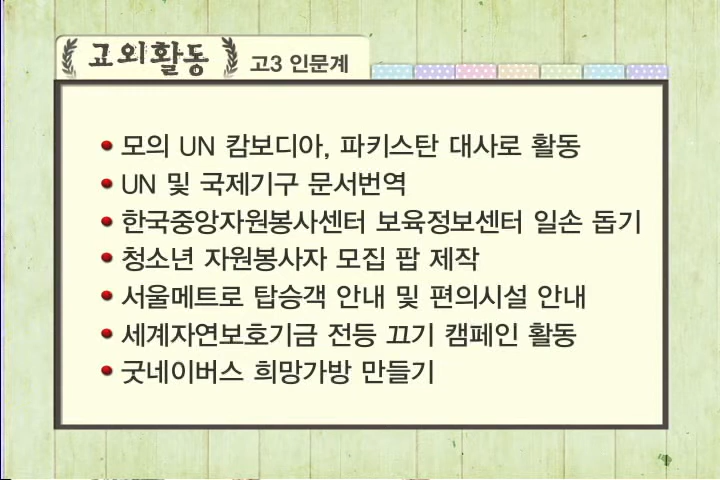 교외활동 고3 인문계
모의 UN 캄보디아, 파키스탄 대사로 활동
UN 및 국제기구 문서번역
한국중앙자원봉사센터 보육정보센터 일손 돕기
청소년 자원봉사자 모집 팝 제작
서울메트로 탑승객 안내 및 편의시설 안내
세계자연보호기금 전등 끄기 캠페인 활동
굿네이버스 희망가방 만들기